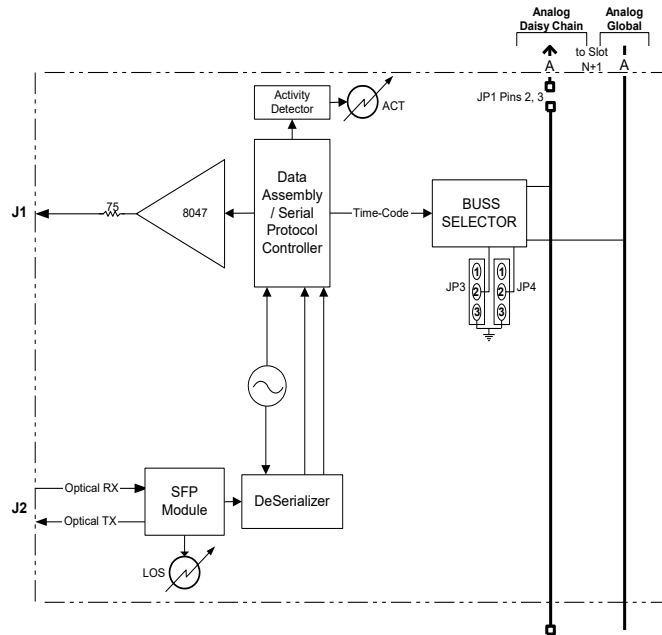 Analog
Daisy Chain
Analog
Global
to Slot
N+1
A
A
JP1 Pins 2, 3
Activity
Detector
ACT
J1
75
8047
Data
Assembly
/ Serial
Protocol
Controller
Time-Code
BUSS
SELECTOR
JP3
1
2
3
1
2
3
JP4
J2
Optical RX
Optical TX
SFP
Module
DeSerializer
LOS